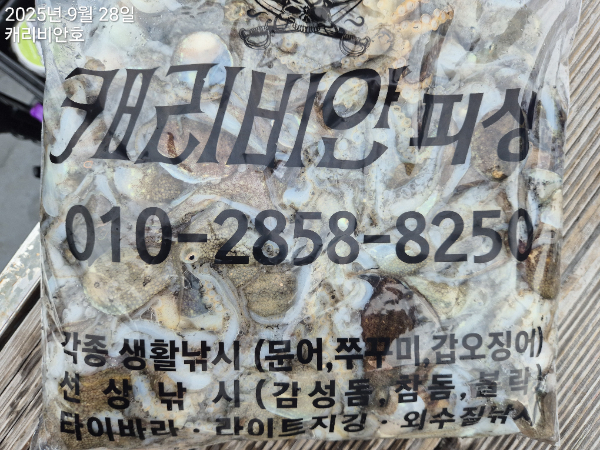 2025년 9월 28일
캐리비안호
캐리비안 피싱
010-2858-8250
각종 생활낚시 (문어,쭈꾸미,갑오징어)
선 상 낚 시 (감성돔,참돔,볼락)
타이바라·라이트지깅·외수질낚시